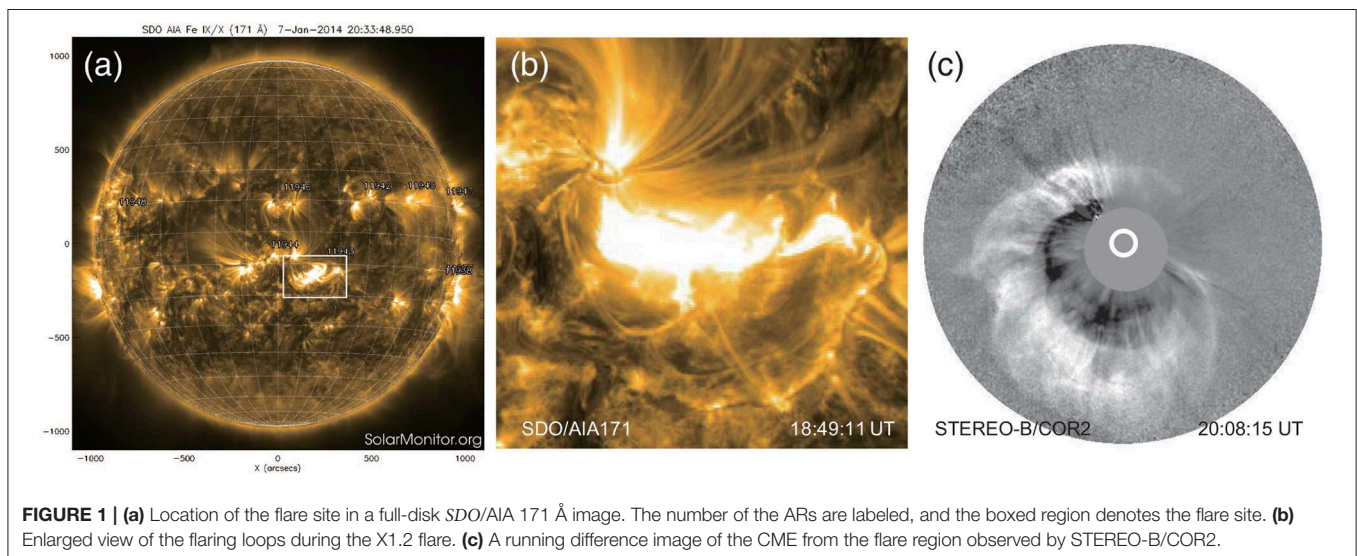 SDO AIA Fe IX/X (171 Å) 7-Jan-2014 20:33:48.950
(a)
1000
500
0
-500
-1000
11946
11942
11940
11948
11944
SolarMonitor.org
-1000
-500
0
500
1000
X (arcsecs)
(b)
SDO/AIA171
18:49:11 UT
(c)
STEREO-B/COR2
20:08:15 UT
FIGURE 1 | (a) Location of the flare site in a full-disk SDO/AIA 171 Å image. The number of the ARs are labeled, and the boxed region denotes the flare site. (b)
Enlarged view of the flaring loops during the X1.2 flare. (c) A running difference image of the CME from the flare region observed by STEREO-B/COR2.